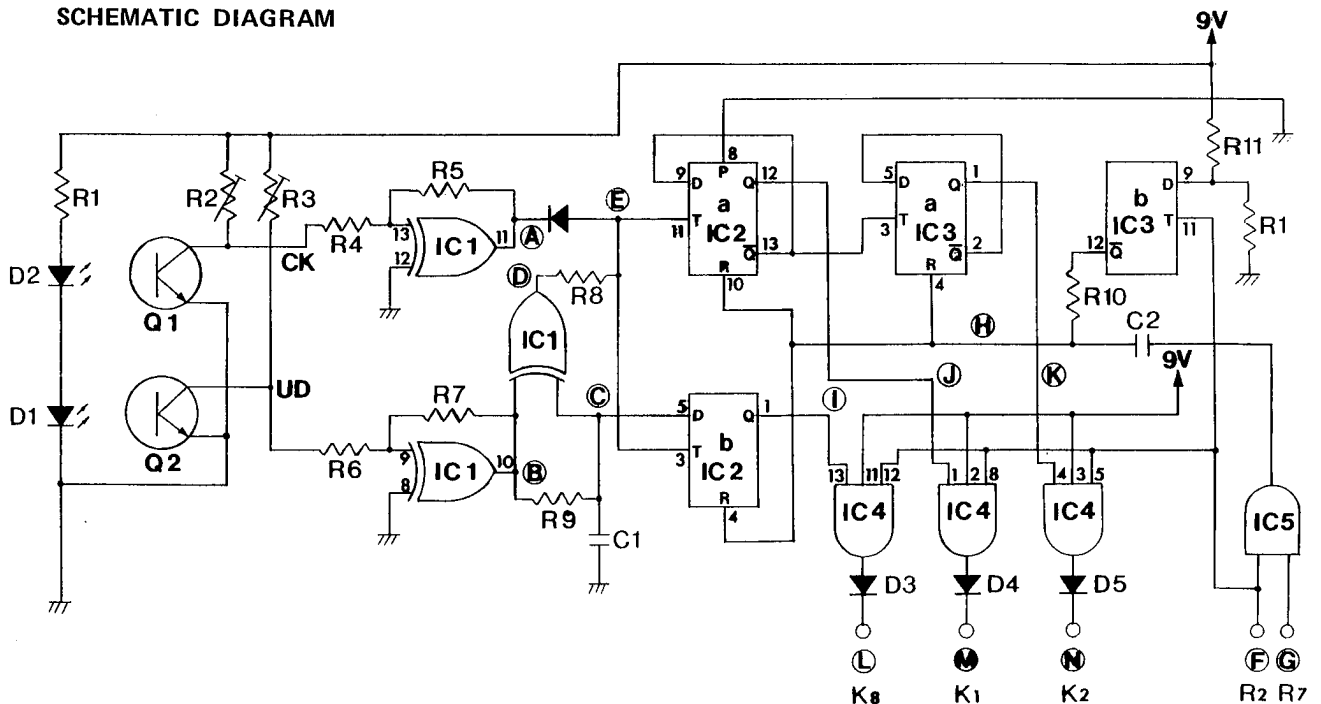 SCHEMATIC DIAGRAM
9V
R1
R2
R3
R4
R5
R6
R7
R8
R9
R10
R11
R1
D2
D1
Q1
Q2
CK
UD
13
12
11
IC1
A
E
D
IC1
9
8
10
IC1
B
C
C1
8
9 D P Q 12
a
11 T IC2 Q̅ 13
R
10
5 D Q 1
a
3 T IC3 Q̅ 2
R
4
D 9
b
T 11
IC3
12 Q̅
5 D Q 1
b
3 T IC2
R
4
H
C2
9V
I
J
K
13 11 12
IC4
1 2 8
IC4
4 3 5
IC4
IC5
D3
D4
D5
L M N F G
K8 K1 K2 R2 R7